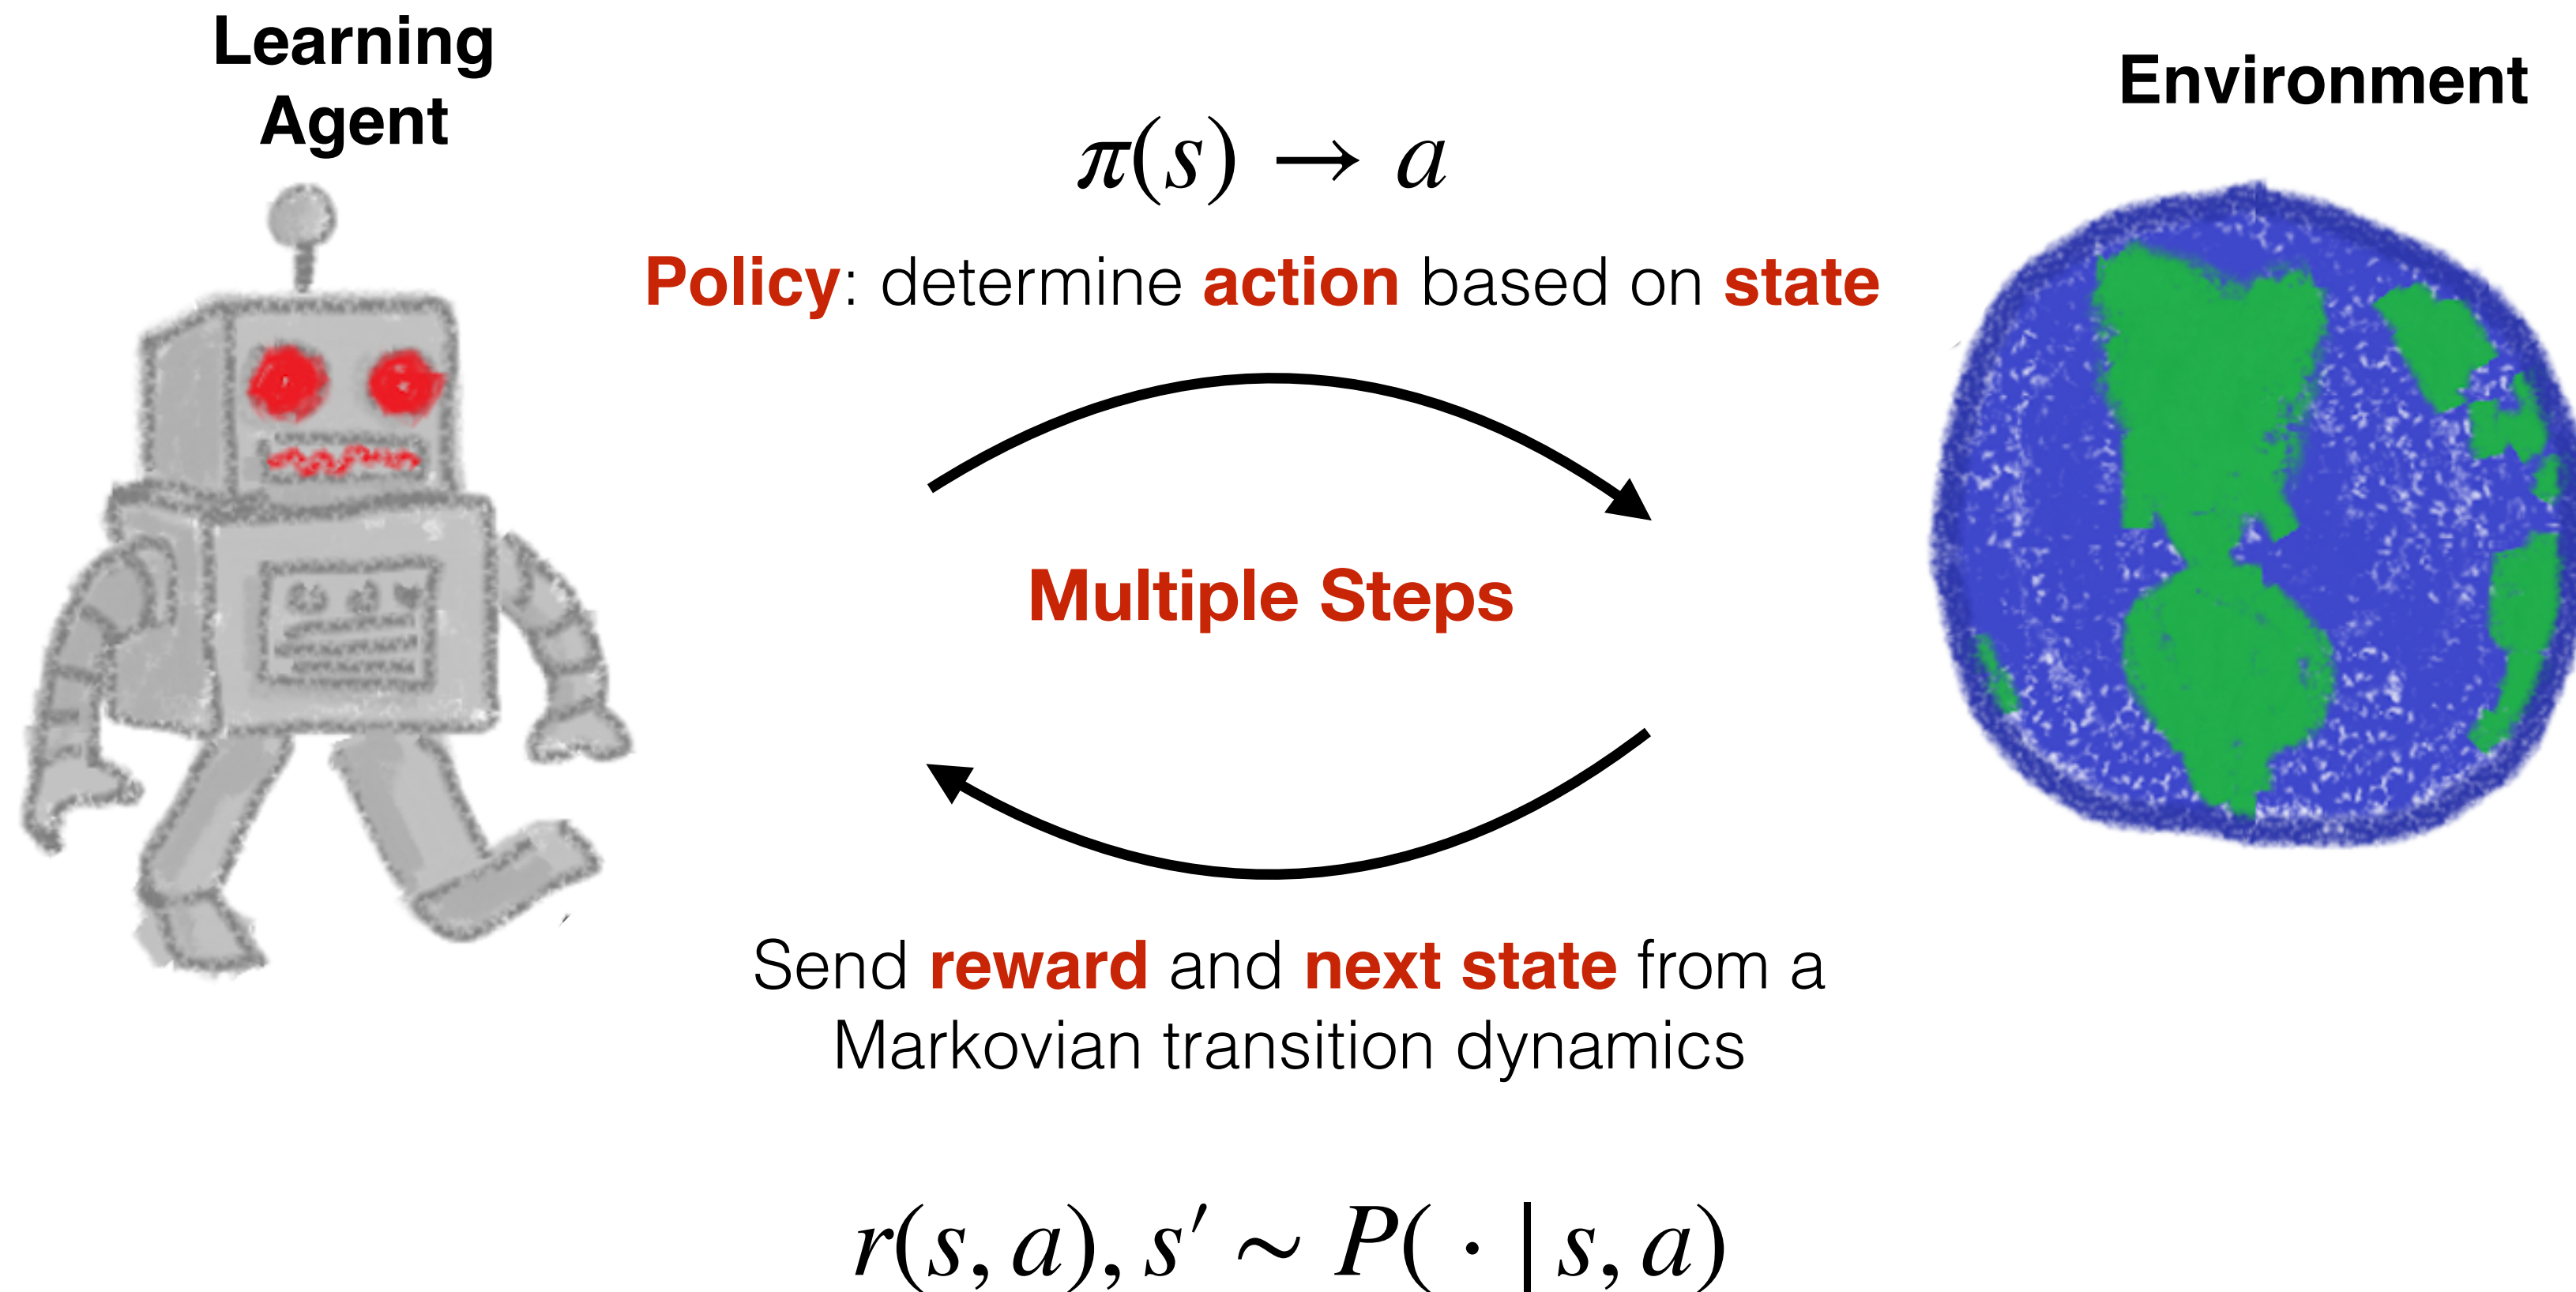 Learning
Agent
Environment
π(s) → a
Policy: determine action based on state
Multiple Steps
Send reward and next state from a
Markovian transition dynamics
r(s, a), s′ ∼ P( · | s, a)